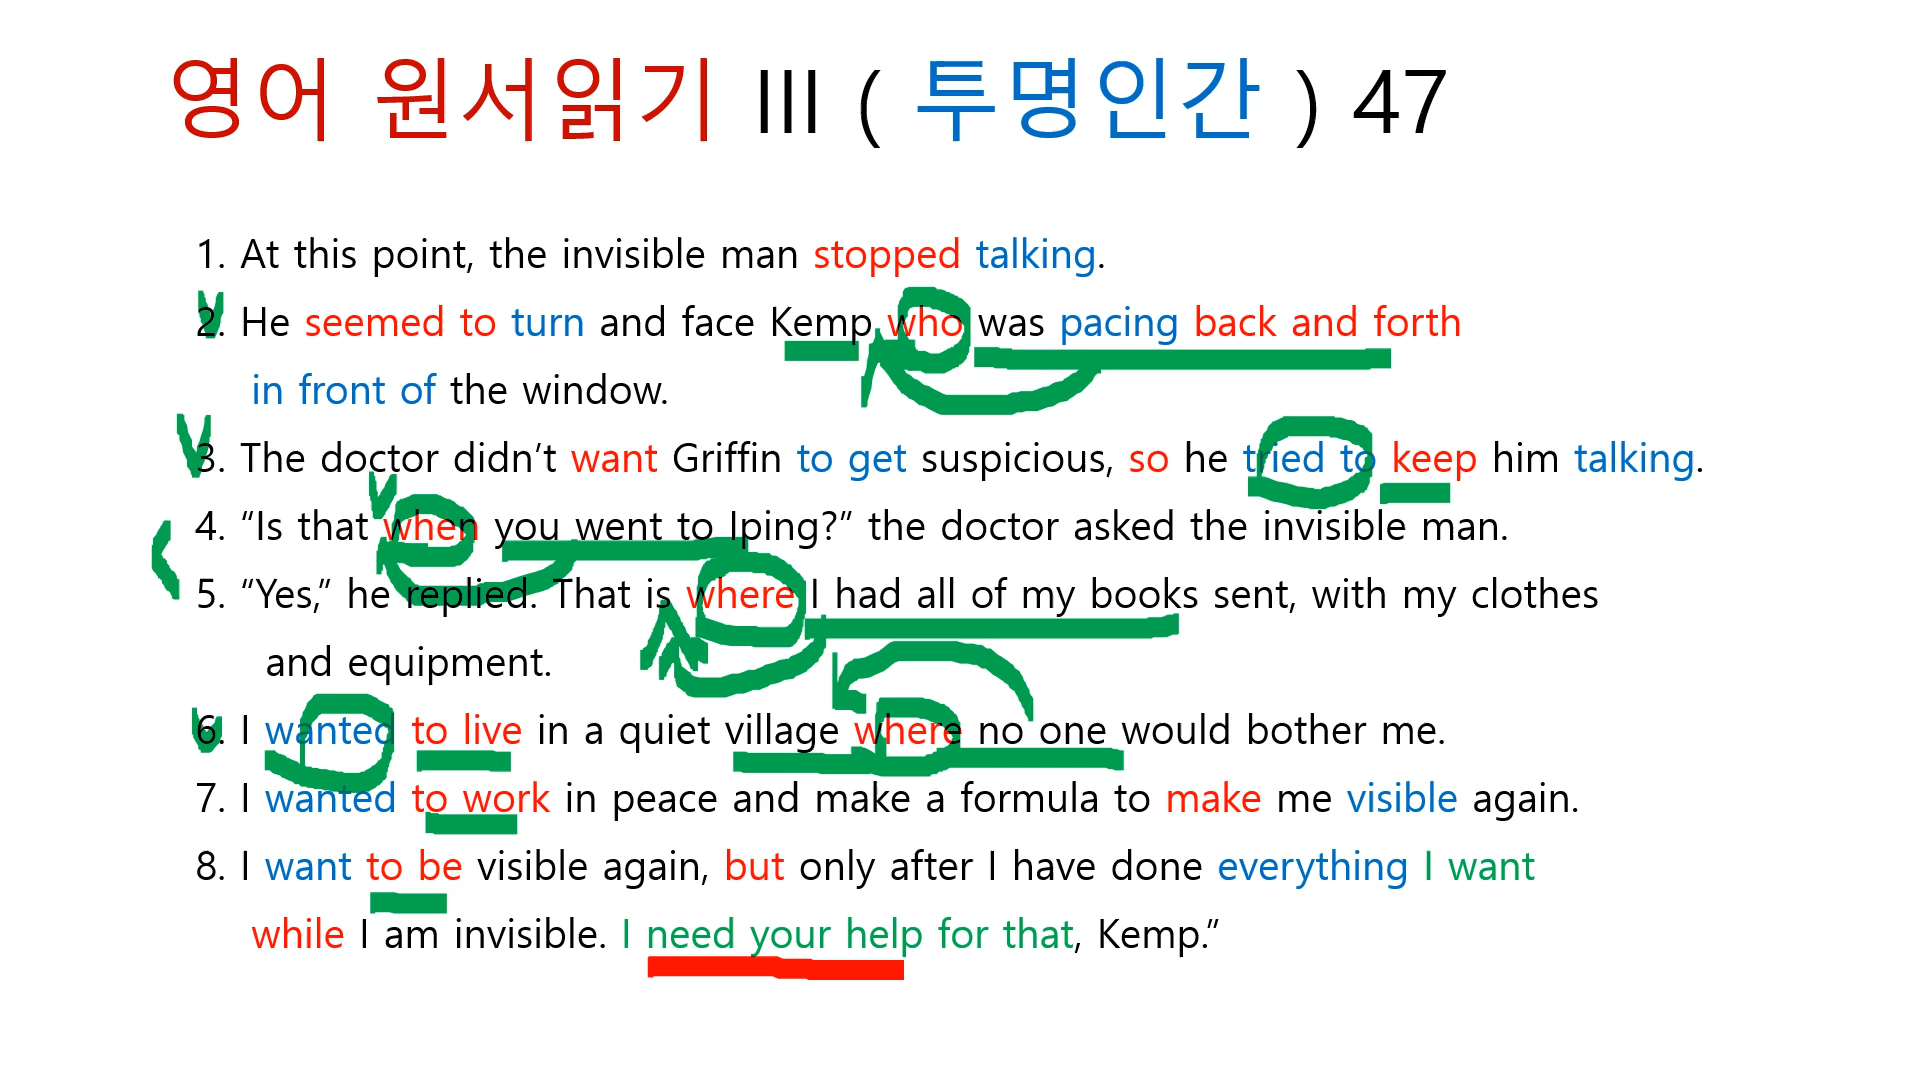 영어 원서읽기 III ( 투명인간 ) 47
1. At this point, the invisible man stopped talking.
2. He seemed to turn and face Kemp who was pacing back and forth
in front of the window.
3. The doctor didn’t want Griffin to get suspicious, so he tried to keep him talking.
4. “Is that when you went to Iping?” the doctor asked the invisible man.
5. “Yes,” he replied. That is where I had all of my books sent, with my clothes
and equipment.
6. I wanted to live in a quiet village where no one would bother me.
7. I wanted to work in peace and make a formula to make me visible again.
8. I want to be visible again, but only after I have done everything I want
while I am invisible. I need your help for that, Kemp.”